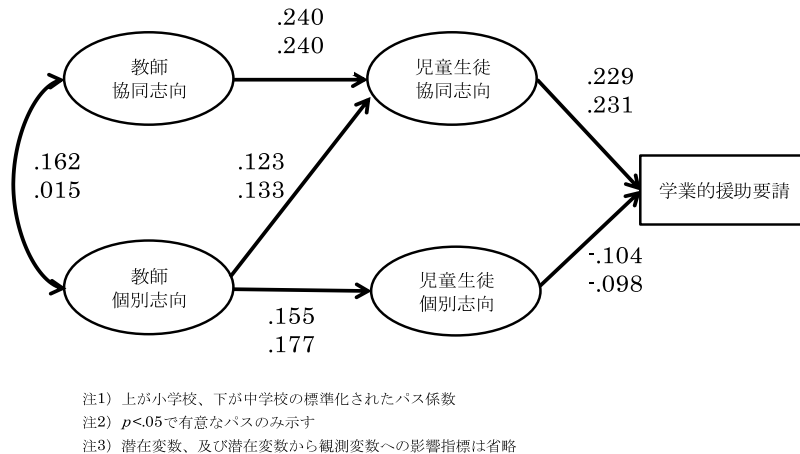 .240
.240
教師
協同志向
児童生徒
協同志向
.229
.231
.162
.015
.123
.133
学業的援助要請
教師
個別志向
児童生徒
個別志向
-.104
-.098
.155
.177
注1）上が小学校、下が中学校の標準化されたパス係数
注2）p<.05で有意なパスのみ示す
注3）潜在変数、及び潜在変数から観測変数への影響指標は省略